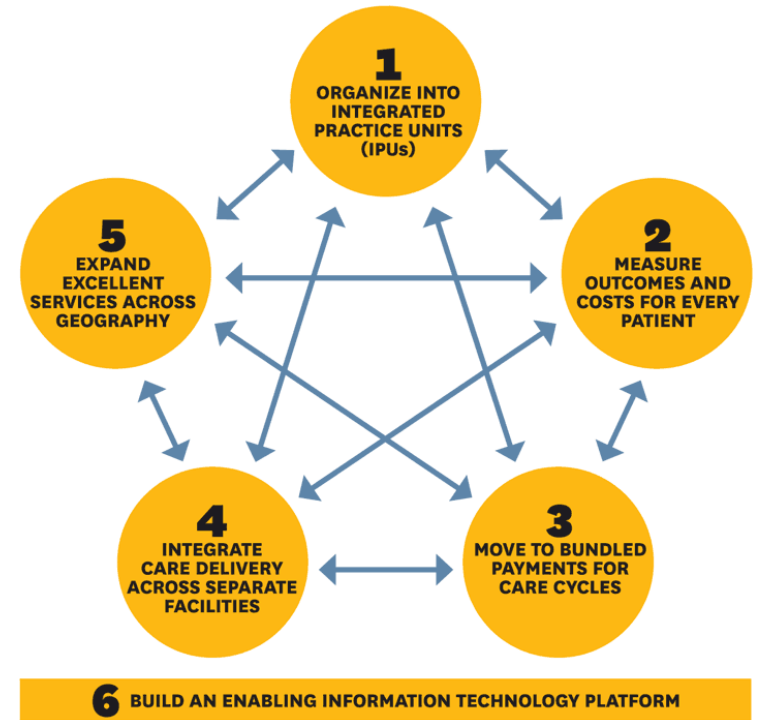 1
ORGANIZE INTO
INTEGRATED
PRACTICE UNITS
(IPUs)
2
MEASURE
OUTCOMES AND
COSTS FOR EVERY
PATIENT
3
MOVE TO BUNDLED
PAYMENTS FOR
CARE CYCLES
4
INTEGRATE
CARE DELIVERY
ACROSS SEPARATE
FACILITIES
5
EXPAND
EXCELLENT
SERVICES ACROSS
GEOGRAPHY
6 BUILD AN ENABLING INFORMATION TECHNOLOGY PLATFORM